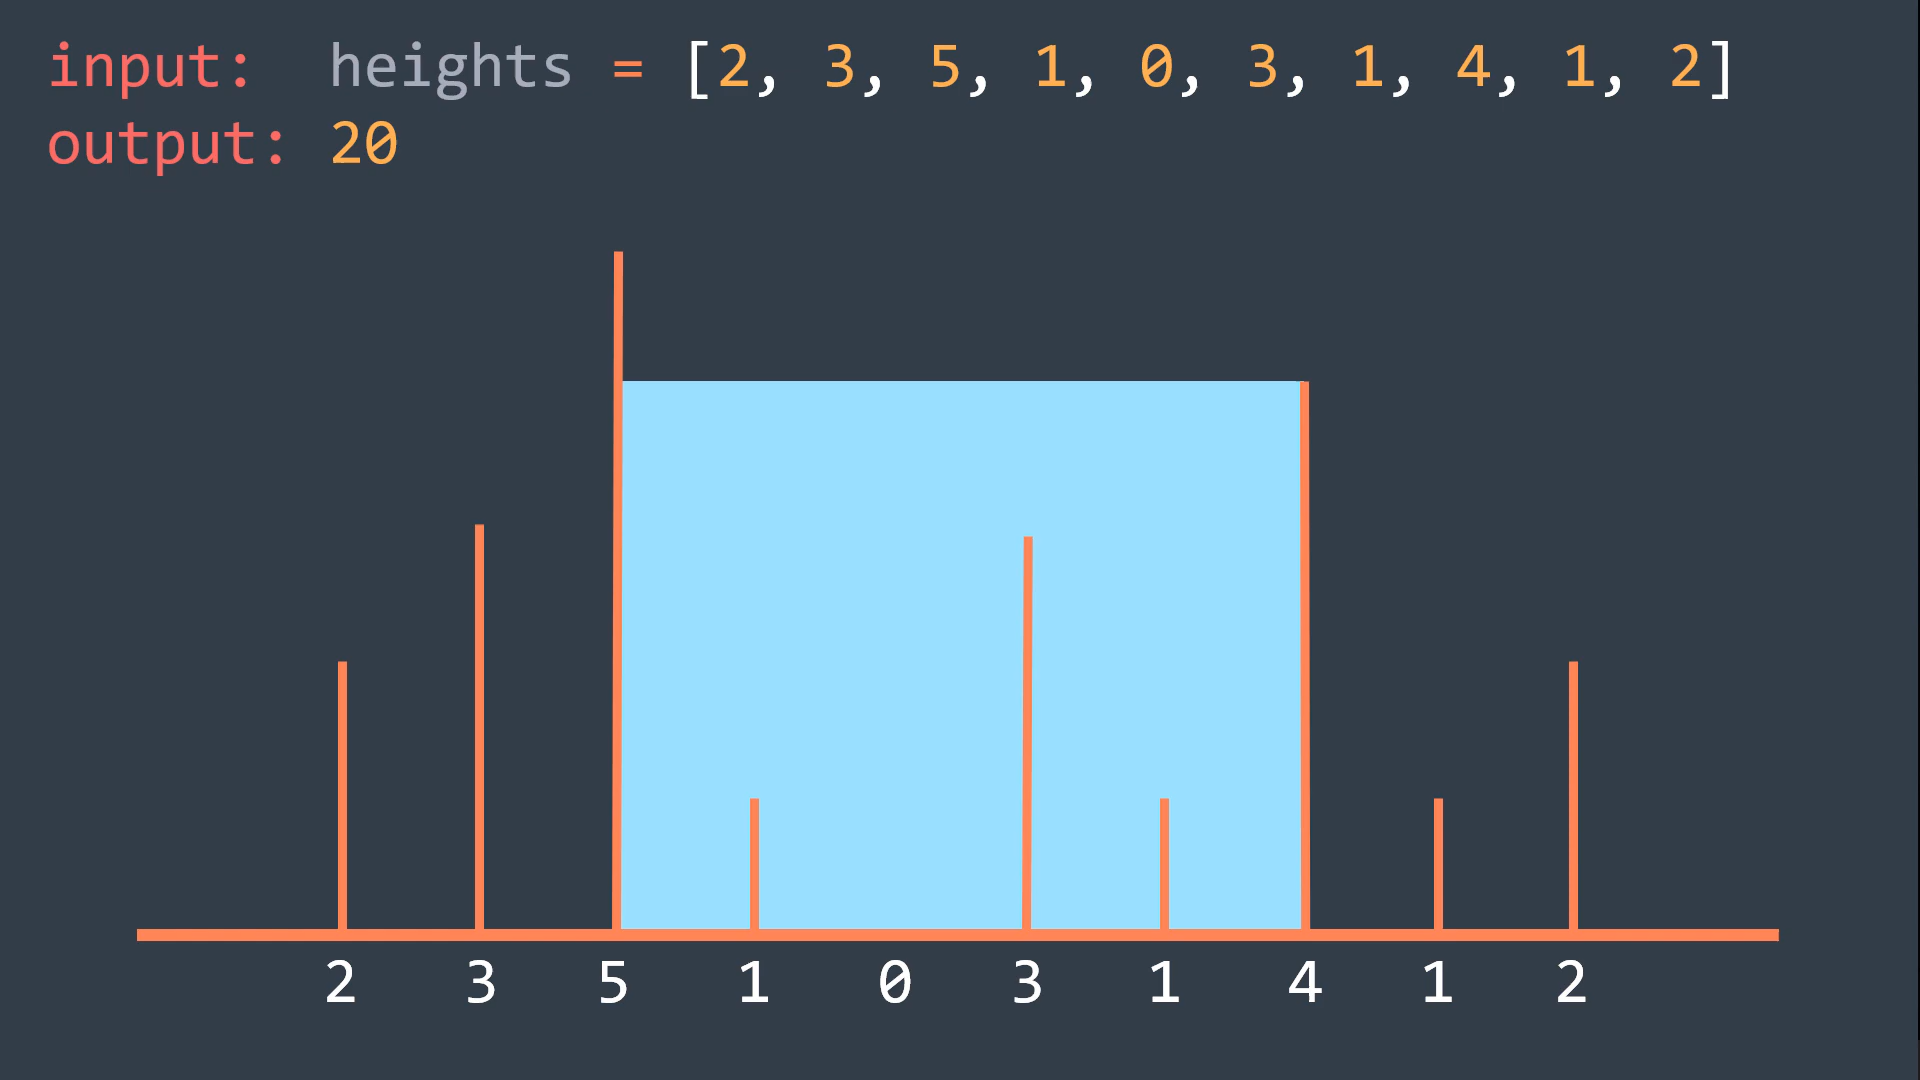 input: heights = [2, 3, 5, 1, 0, 3, 1, 4, 1, 2]
output: 20
2 3 5 1 0 3 1 4 1 2